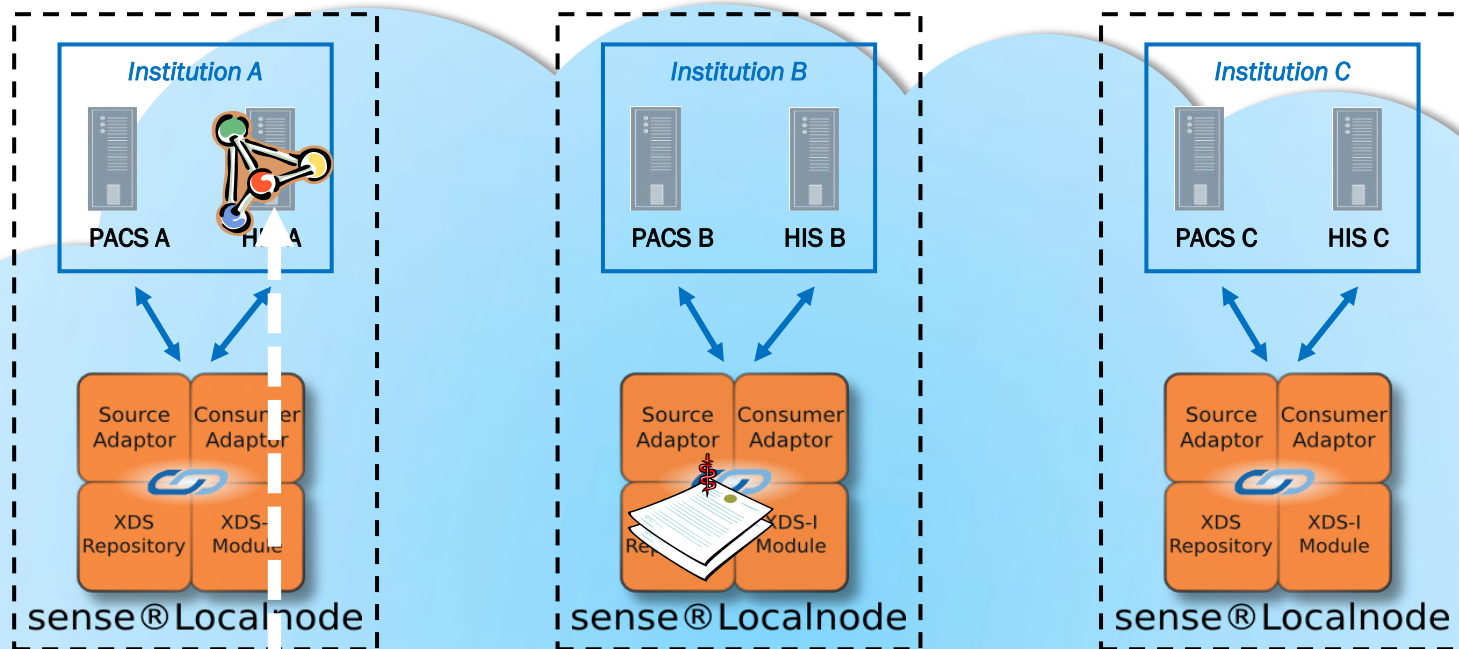 Institution A
PACS A
A
Source
Adaptor
Consumer
Adaptor
XDS
Repository
XDS-I
Module
sense®Localnode
Institution B
PACS B
HIS B
Source
Adaptor
Consumer
Adaptor
XDS-I
Module
sense®Localnode
Institution C
PACS C
HIS C
Source
Adaptor
Consumer
Adaptor
XDS
Repository
XDS-I
Module
sense®Localnode